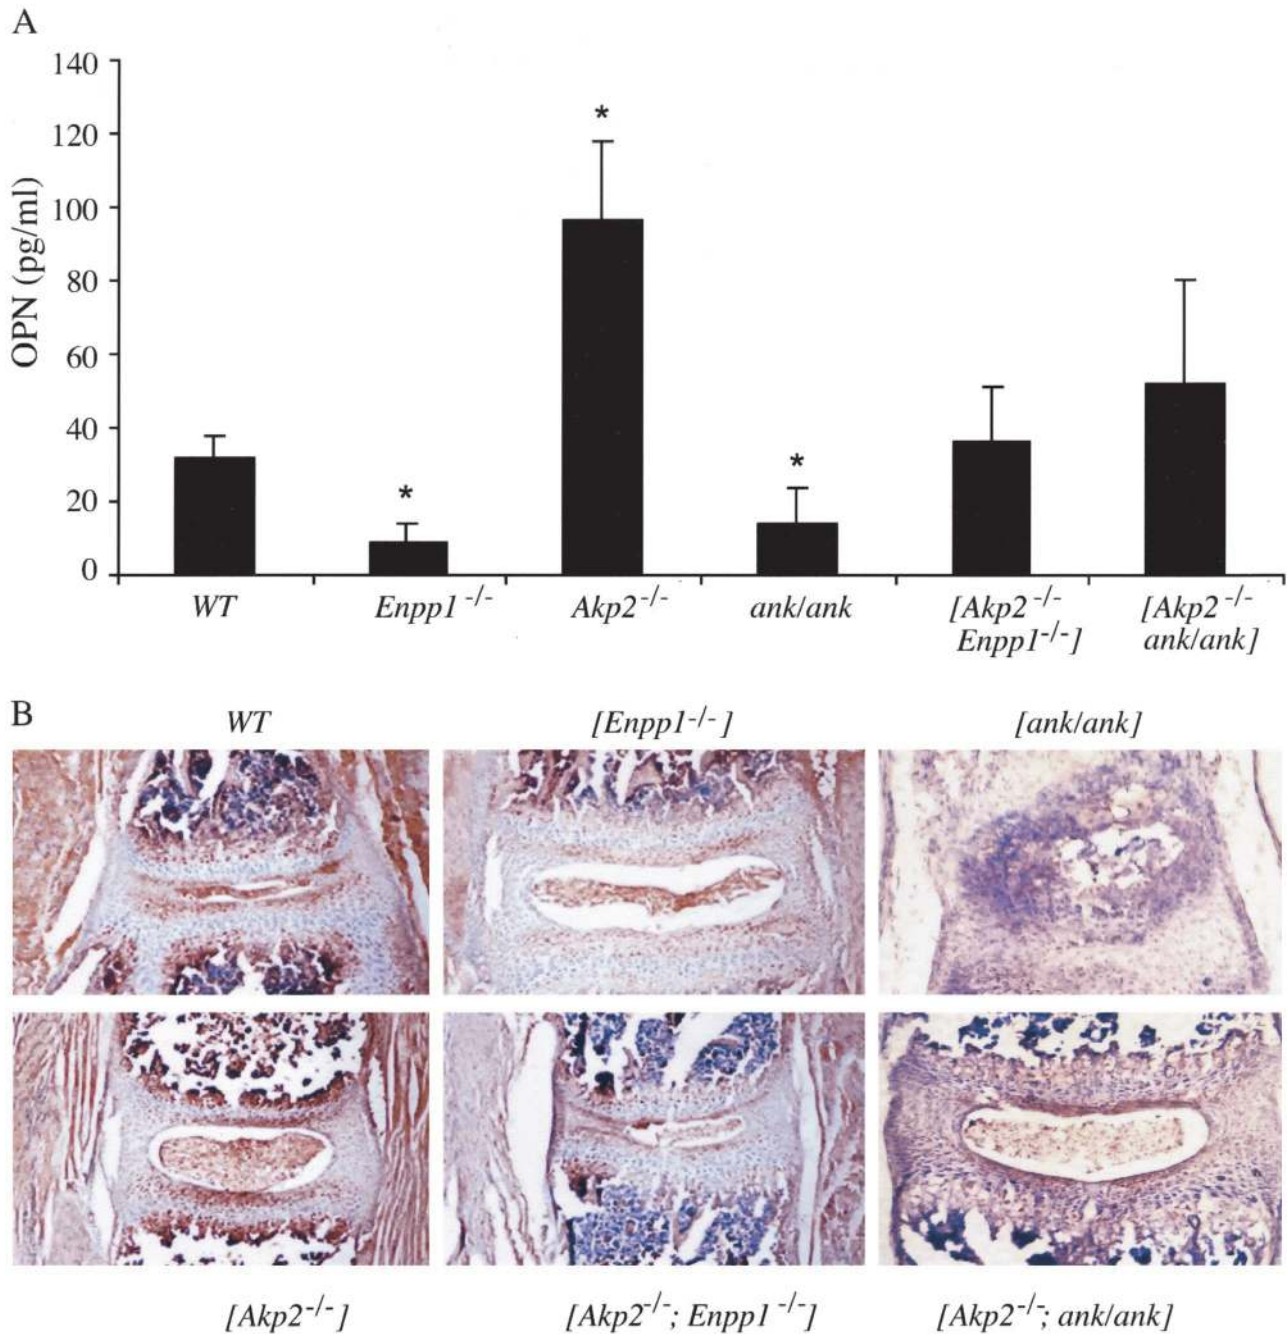 A
140
120
100
80
60
40
20
0
OPN (pg/ml)
*
*
*
WT
Enpp1⁻/⁻
Akp2⁻/⁻
ank/ank
[Akp2⁻/⁻
Enpp1⁻/⁻]
[Akp2⁻/⁻
ank/ank]
B
WT
[Enpp1⁻/⁻]
[ank/ank]
[Akp2⁻/⁻]
[Akp2⁻/⁻; Enpp1⁻/⁻]
[Akp2⁻/⁻; ank/ank]